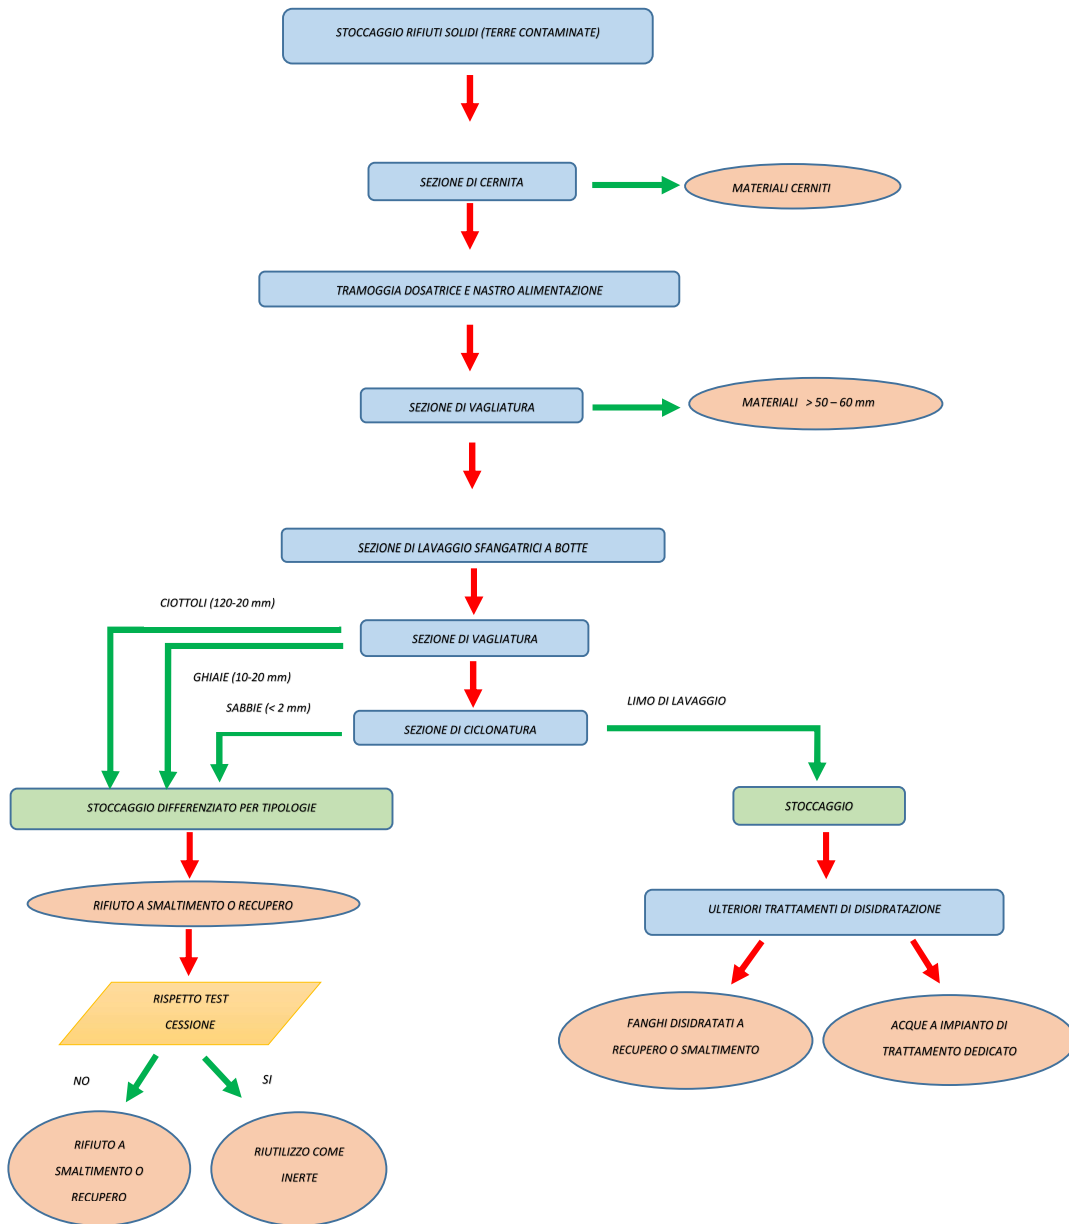 STOCCAGGIO RIFIUTI SOLIDI (TERRE CONTAMINATE)
SEZIONE DI CERNITA
MATERIALI CERNITI
TRAMOGGIA DOSATRICE E NASTRO ALIMENTAZIONE
SEZIONE DI VAGLIATURA
MATERIALI > 50 – 60 mm
SEZIONE DI LAVAGGIO SFANGATRICI A BOTTE
CIOTTOLI (120-20 mm)
SEZIONE DI VAGLIATURA
GHIAIE (10-20 mm)
SABBIE (< 2 mm)
SEZIONE DI CICLONATURA
LIMO DI LAVAGGIO
STOCCAGGIO DIFFERENZIATO PER TIPOLOGIE
STOCCAGGIO
RIFIUTO A SMALTIMENTO O RECUPERO
ULTERIORI TRATTAMENTI DI DISIDRATAZIONE
RISPETTO TEST
CESSIONE
FANGHI DISIDRATATI A
RECUPERO O SMALTIMENTO
ACQUE A IMPIANTO DI
TRATTAMENTO DEDICATO
NO
SI
RIFIUTO A
SMALTIMENTO O
RECUPERO
RIUTILIZZO COME
INERTE